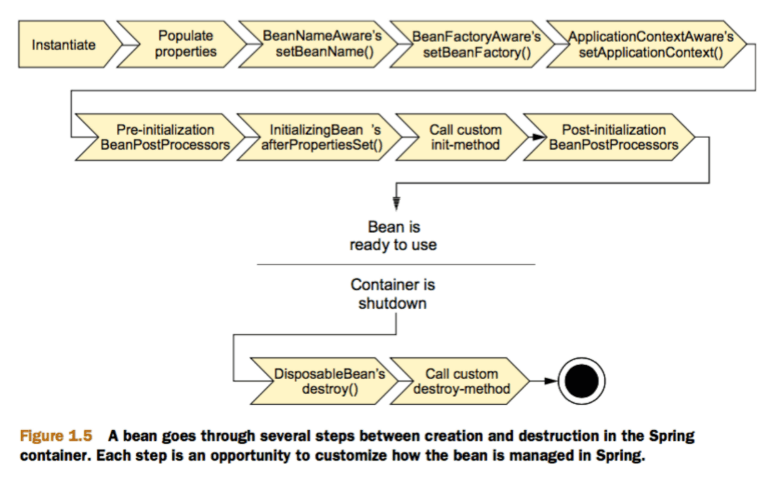 Instantiate
Populate
properties
BeanNameAware's
setBeanName()
BeanFactoryAware's
setBeanFactory()
ApplicationContextAware's
setApplicationContext()
Pre-initialization
BeanPostProcessors
InitializingBean 's
afterPropertiesSet()
Call custom
init-method
Post-initialization
BeanPostProcessors
Bean is
ready to use
Container is
shutdown
DisposableBean's
destroy()
Call custom
destroy-method
Figure 1.5 A bean goes through several steps between creation and destruction in the Spring
container. Each step is an opportunity to customize how the bean is managed in Spring.